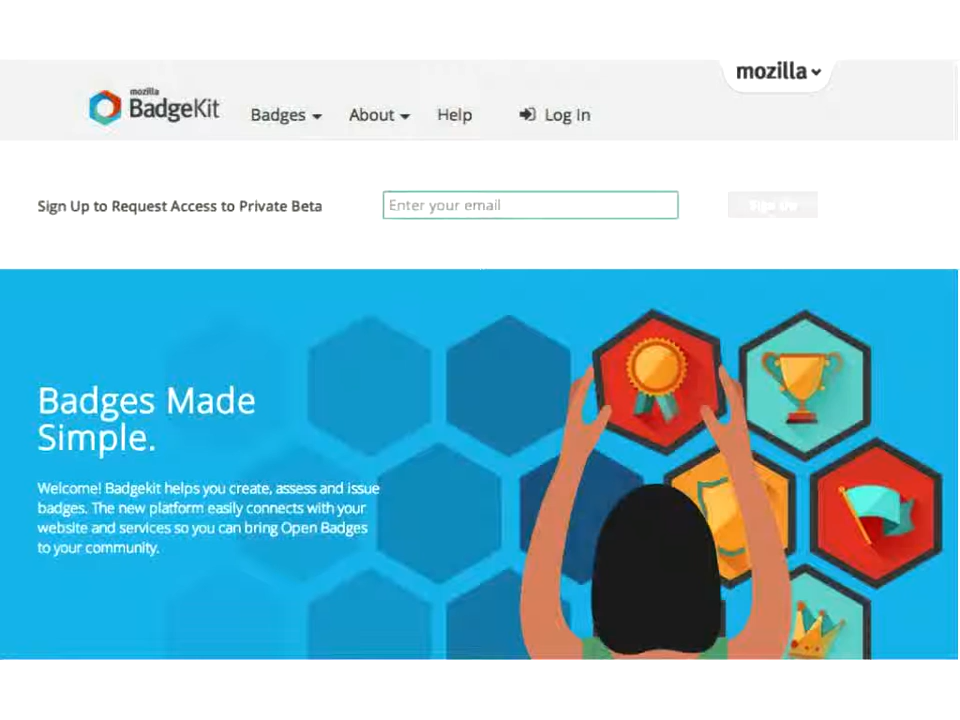 mozilla
mozilla
BadgeKit
Badges
About
Help
Log In
Sign Up to Request Access to Private Beta
Enter your email
Sign Up
Badges Made
Simple.
Welcome! Badgekit helps you create, assess and issue
badges. The new platform easily connects with your
website and services so you can bring Open Badges
to your community.